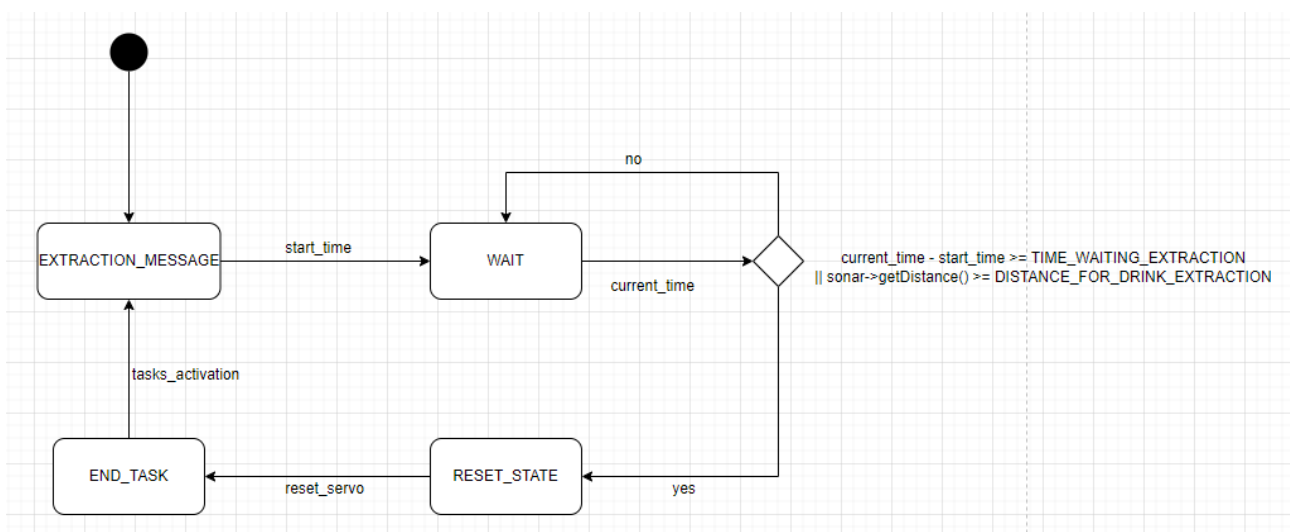 no
EXTRACTION_MESSAGE
start_time
WAIT
current_time
current_time - start_time >= TIME_WAITING_EXTRACTION
|| sonar->getDistance() >= DISTANCE_FOR_DRINK_EXTRACTION
tasks_activation
END_TASK
reset_servo
RESET_STATE
yes